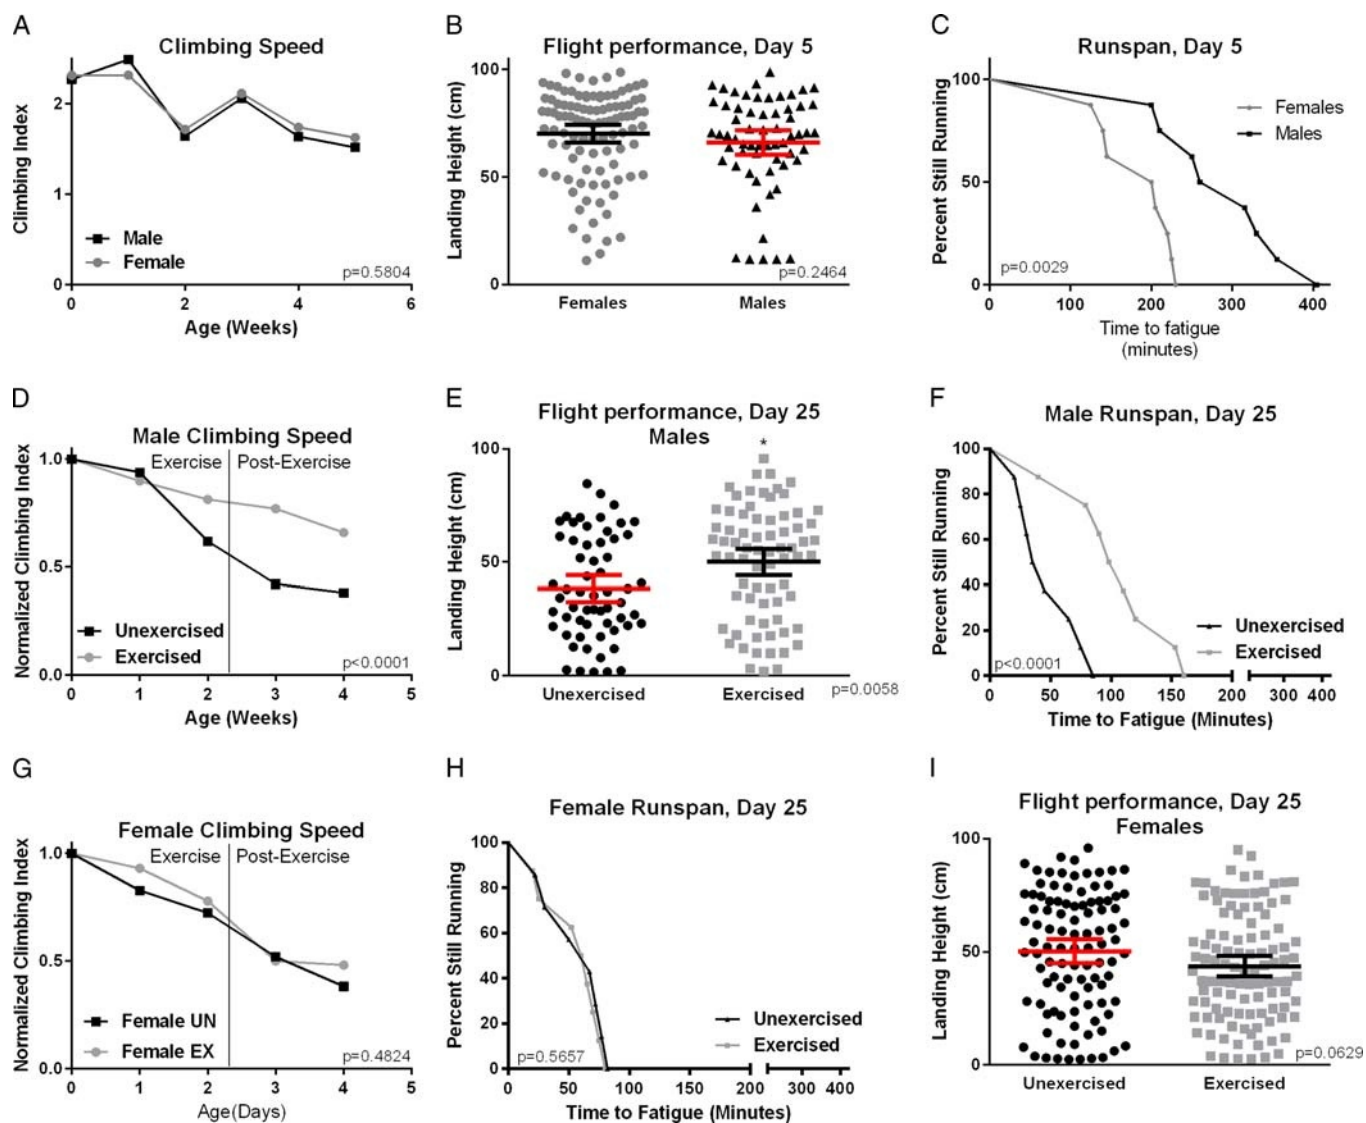 A
Climbing Speed
Climbing Index
2
1
0
Male
Female
p=0.5804
0 2 4 6
Age (Weeks)
B
Flight performance, Day 5
Landing Height (cm)
100
50
0
p=0.2464
Females Males
C
Runspan, Day 5
Percent Still Running
100
50
0
Females
Males
p=0.0029
0 100 200 300 400
Time to fatigue
(minutes)
D
Male Climbing Speed
Exercise Post-Exercise
Normalized Climbing Index
1.0
0.5
0.0
Unexercised
Exercised
p<0.0001
0 1 2 3 4 5
Age (Weeks)
E
Flight performance, Day 25
Males
*
Landing Height (cm)
100
50
0
Unexercised Exercised
p=0.0058
F
Male Runspan, Day 25
Percent Still Running
100
80
60
40
20
0
Unexercised
Exercised
p<0.0001
0 50 100 150 200 300 400
Time to Fatigue (Minutes)
G
Female Climbing Speed
Exercise Post-Exercise
Normalized Climbing Index
1.0
0.5
0.0
Female UN
Female EX
p=0.4824
0 1 2 3 4 5
Age(Days)
H
Female Runspan, Day 25
Percent Still Running
100
80
60
40
20
0
Unexercised
Exercised
p=0.5657
0 50 100 150 200 300 400
Time to Fatigue (Minutes)
I
Flight performance, Day 25
Females
Landing Height (cm)
100
50
0
p=0.0629
Unexercised Exercised